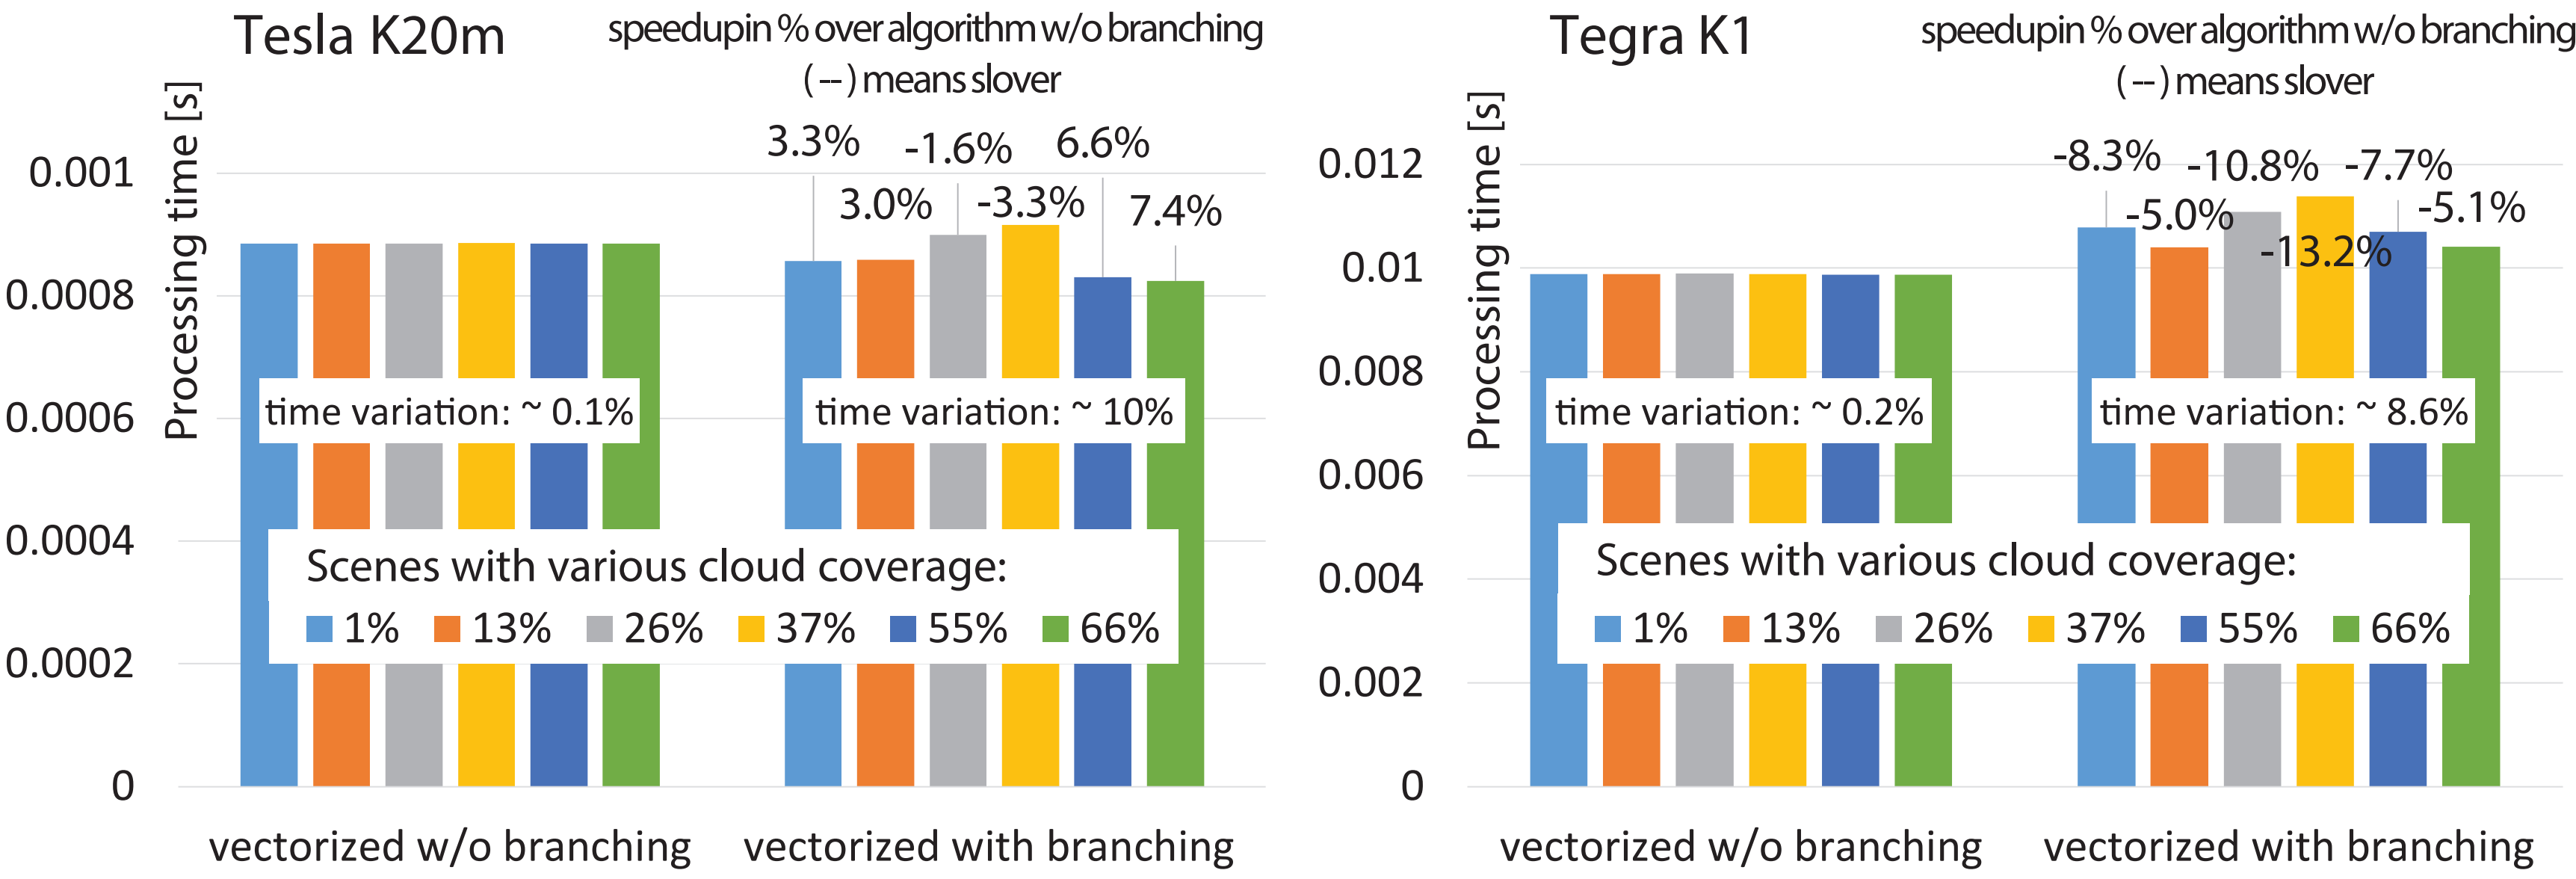 Tesla K20m
speedupin % over algorithm w/o branching
(--) means slover
Processing time [s]
0.001
0.0008
0.0006
0.0004
0.0002
0
3.3%
-1.6%
6.6%
3.0%
-3.3%
7.4%
time variation: ~ 0.1%
time variation: ~ 10%
Scenes with various cloud coverage:
1% 13% 26% 37% 55% 66%
vectorized w/o branching
vectorized with branching
Tegra K1
speedupin % over algorithm w/o branching
(--) means slover
Processing time [s]
0.012
0.01
0.008
0.006
0.004
0.002
0
-8.3%
-10.8%
-7.7%
-5.0%
-13.2%
-5.1%
time variation: ~ 0.2%
time variation: ~ 8.6%
Scenes with various cloud coverage:
1% 13% 26% 37% 55% 66%
vectorized w/o branching
vectorized with branching